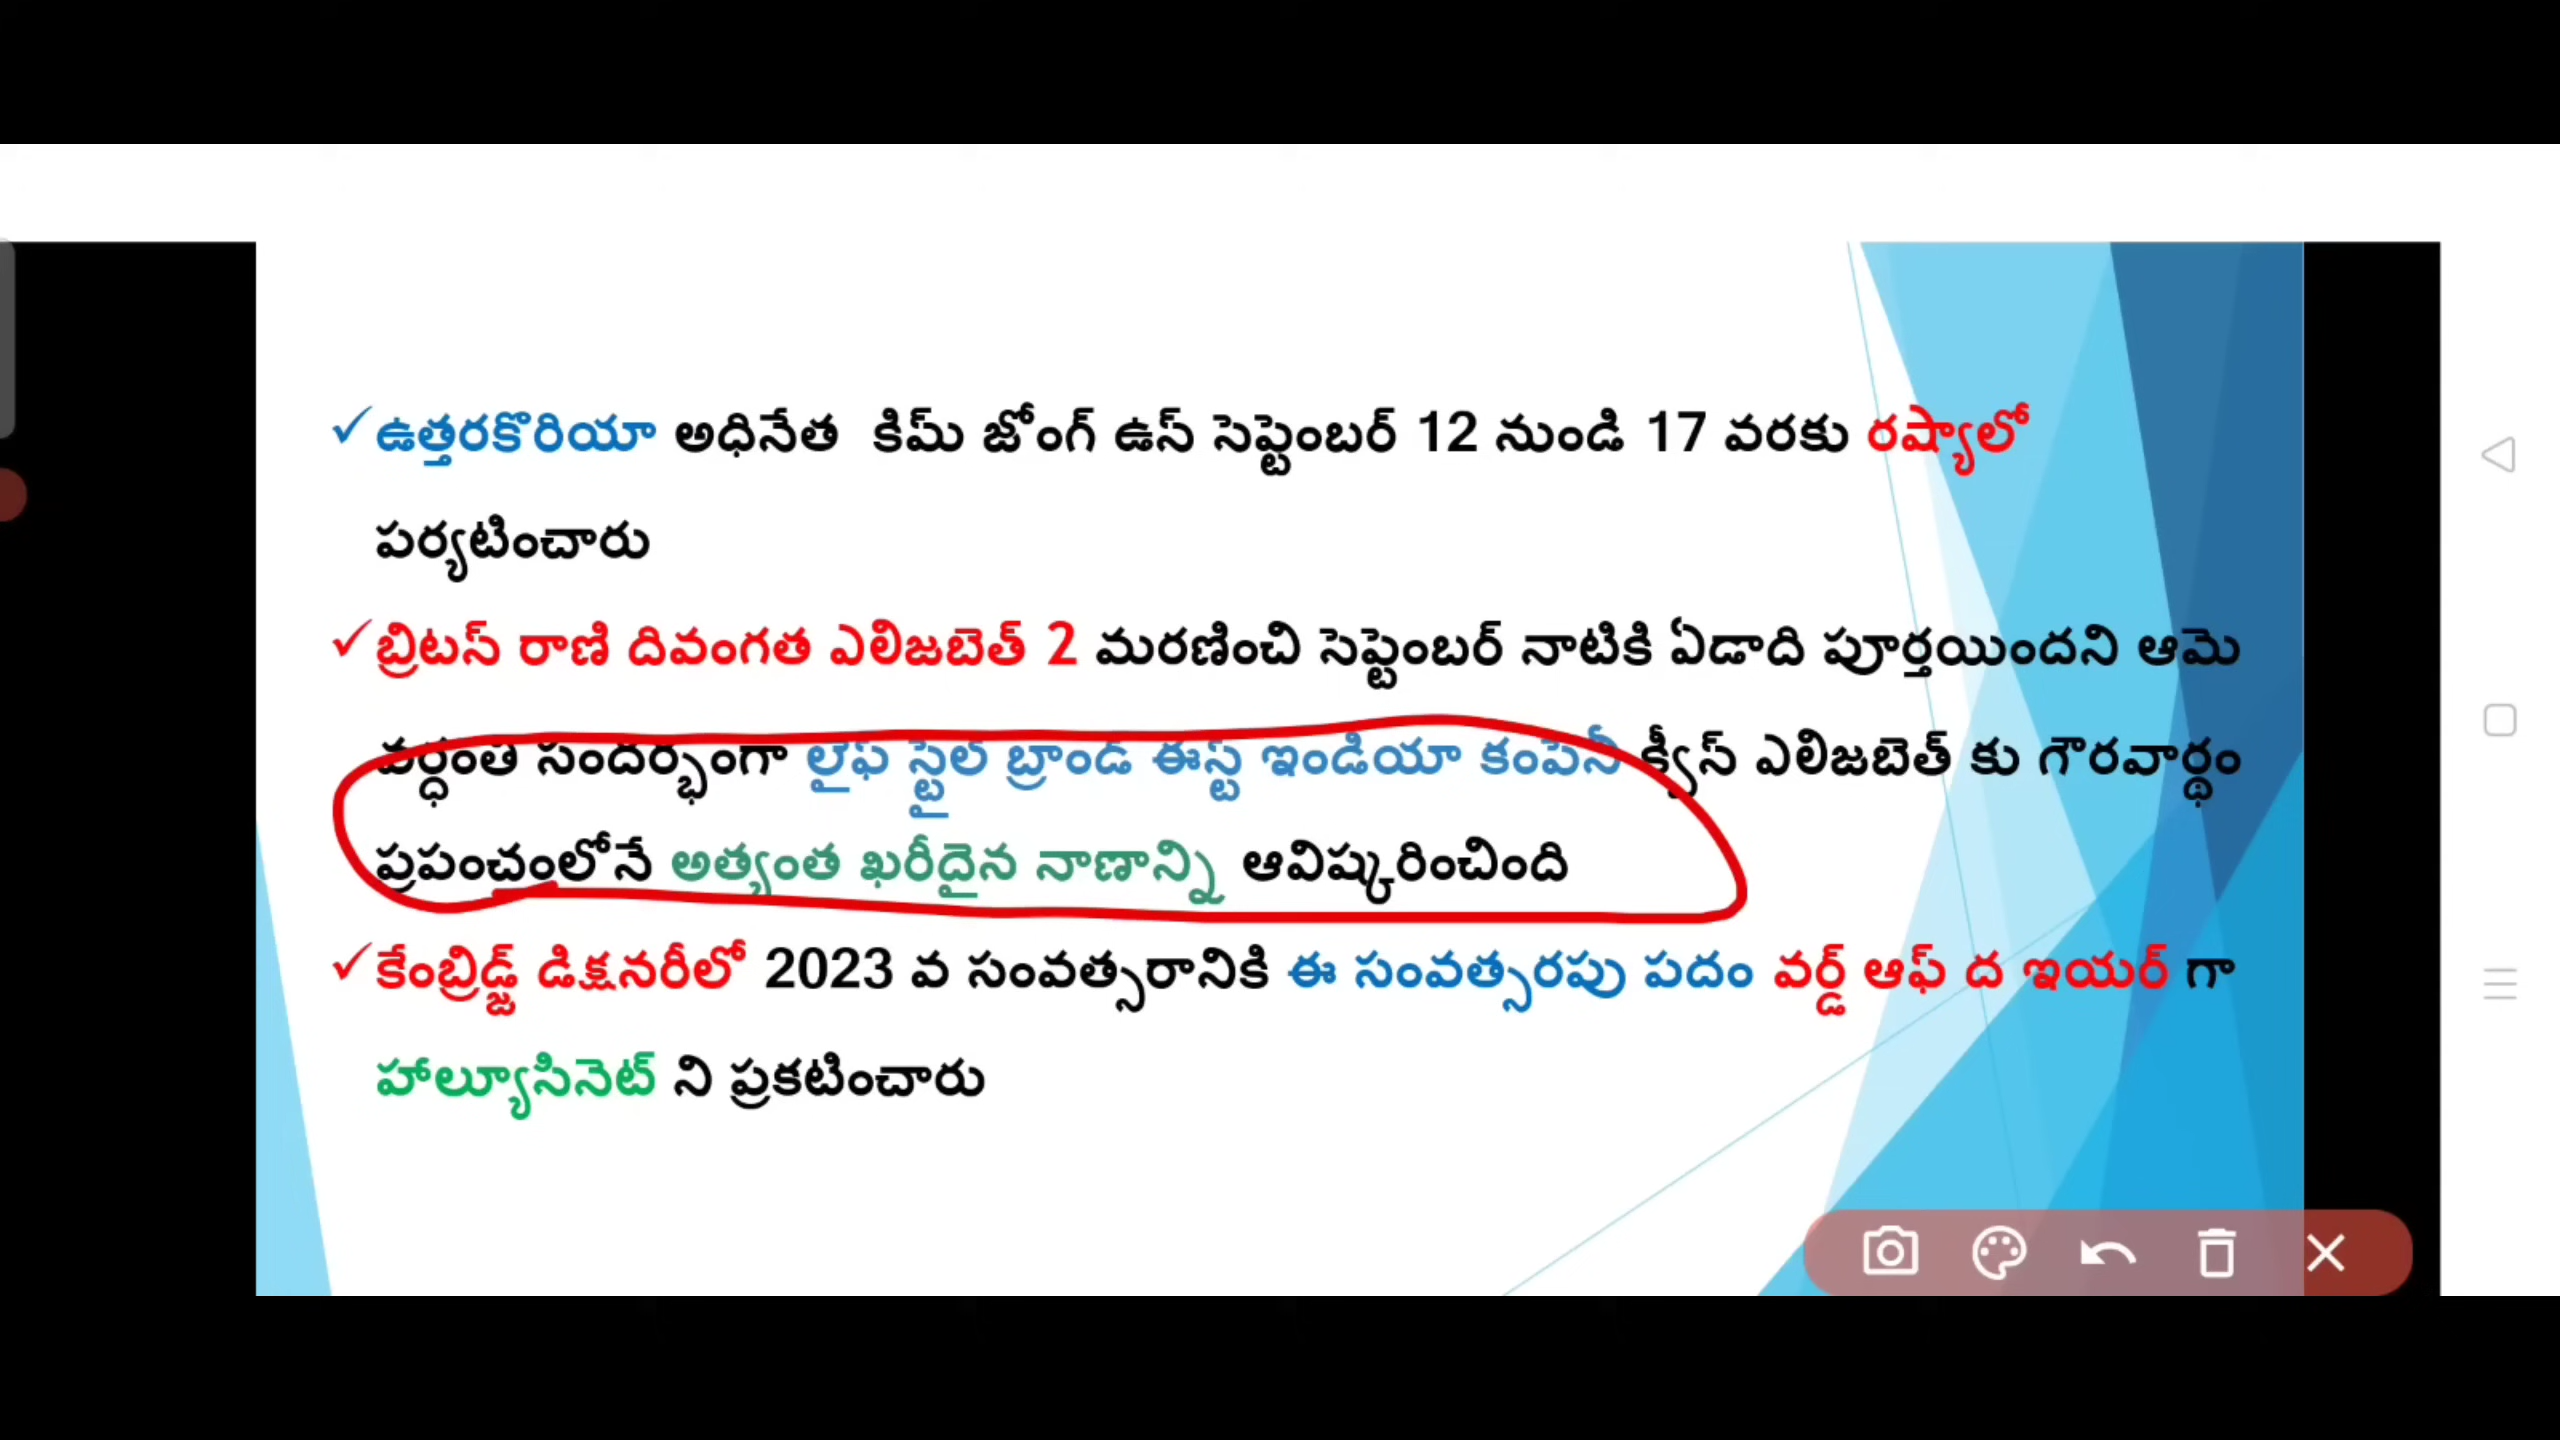 ఉత్తరకొరియా అధినేత కిమ్ జోంగ్ ఉన్ సెప్టెంబర్ 12 నుండి 17 వరకు రష్యాలో
పర్యటించారు
బ్రిటన్ రాణి దివంగత ఎలిజబెత్ 2 మరణించి సెప్టెంబర్ నాటికి ఏడాది పూర్తయిందని ఆమె
వర్ధంతి సందర్భంగా లైఫ్ స్టైల్ బ్రాండ్ ఈస్ట్ ఇండియా కంపెనీ క్వీన్ ఎలిజబెత్ కు గౌరవార్థం
ప్రపంచంలోనే అత్యంత ఖరీదైన నాణాన్ని ఆవిష్కరించింది
కేంబ్రిడ్జ్ డిక్షనరీలో 2023 వ సంవత్సరానికి ఈ సంవత్సరపు పదం వర్డ్ ఆఫ్ ద ఇయర్ గా
హాల్యూసినెట్ ని ప్రకటించారు